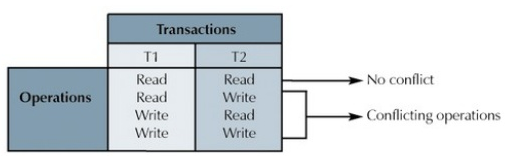 Transactions
T1 T2
Operations
Read Read No conflict
Read Write
Write Read Conflicting operations
Write Write